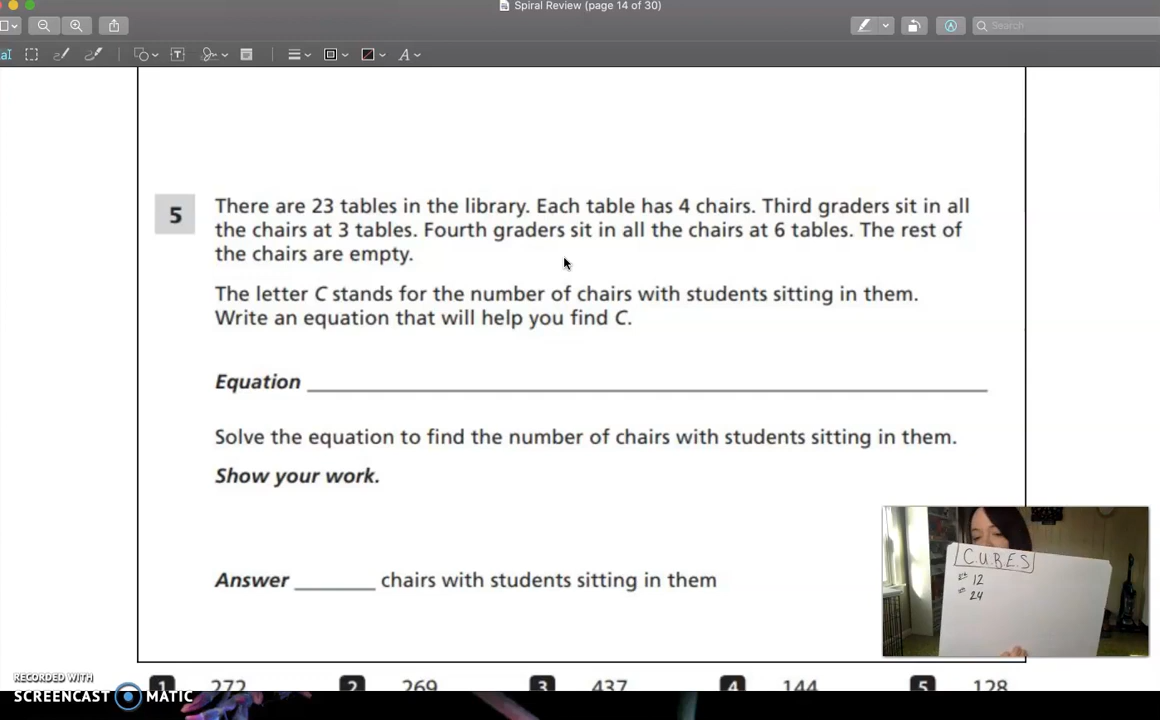 Spiral Review (page 14 of 30)
Search
A
5
There are 23 tables in the library. Each table has 4 chairs. Third graders sit in all
the chairs at 3 tables. Fourth graders sit in all the chairs at 6 tables. The rest of
the chairs are empty.
The letter C stands for the number of chairs with students sitting in them.
Write an equation that will help you find C.
Equation
Solve the equation to find the number of chairs with students sitting in them.
Show your work.
C.U.B.E.S
12
24
Answer ________ chairs with students sitting in them
RECORDED WITH
SCREENCAST MATIC
1 272 2 269 3 437 4 144 5 128